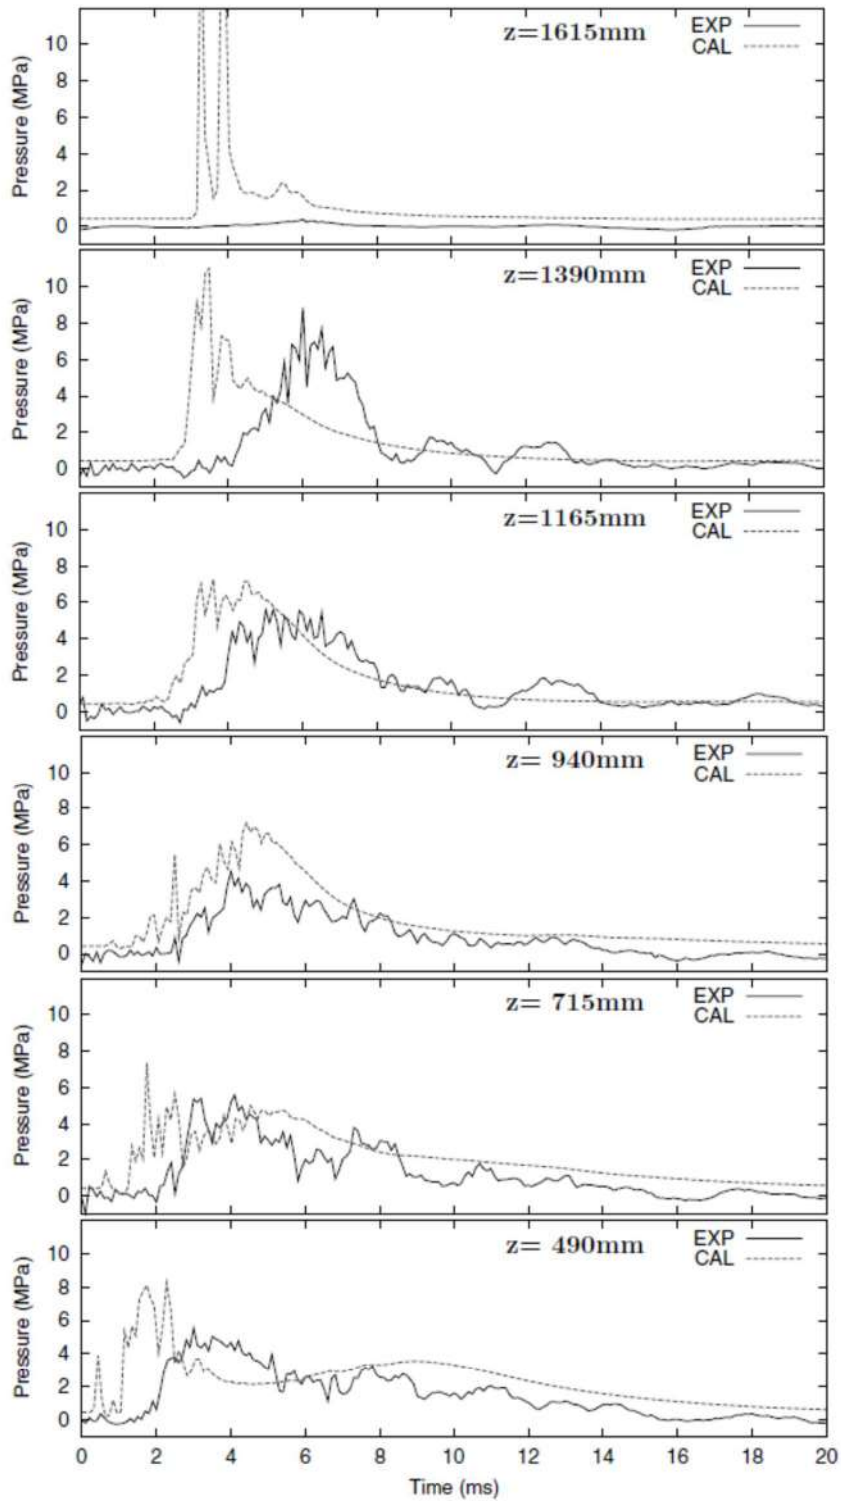 z=1615mm
EXP
CAL
Pressure (MPa)
10
8
6
4
2
0
z=1390mm
EXP
CAL
Pressure (MPa)
10
8
6
4
2
0
z=1165mm
EXP
CAL
Pressure (MPa)
10
8
6
4
2
0
z= 940mm
EXP
CAL
Pressure (MPa)
10
8
6
4
2
0
z= 715mm
EXP
CAL
Pressure (MPa)
10
8
6
4
2
0
z= 490mm
EXP
CAL
Pressure (MPa)
10
8
6
4
2
0
0 2 4 6 8 10 12 14 16 18 20
Time (ms)